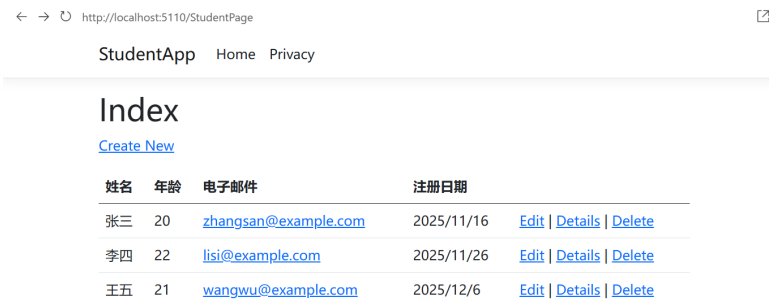 http://localhost:5110/StudentPage
StudentApp Home Privacy
Index
Create New
姓名 年龄 电子邮件 注册日期
张三 20 zhangsan@example.com 2025/11/16 Edit | Details | Delete
李四 22 lisi@example.com 2025/11/26 Edit | Details | Delete
王五 21 wangwu@example.com 2025/12/6 Edit | Details | Delete